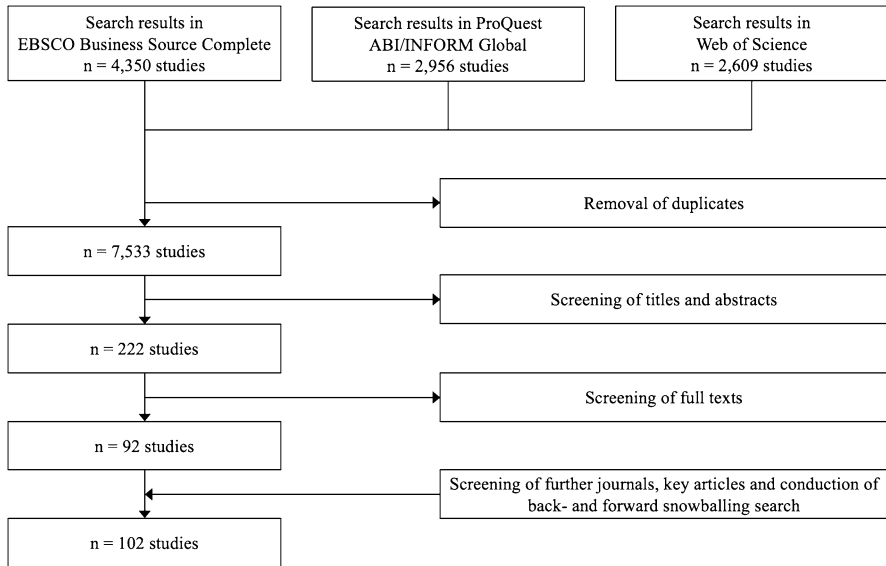 Search results in
EBSCO Business Source Complete
n = 4,350 studies
Search results in ProQuest
ABI/INFORM Global
n = 2,956 studies
Search results in
Web of Science
n = 2,609 studies
Removal of duplicates
n = 7,533 studies
Screening of titles and abstracts
n = 222 studies
Screening of full texts
n = 92 studies
Screening of further journals, key articles and conduction of
back- and forward snowballing search
n = 102 studies